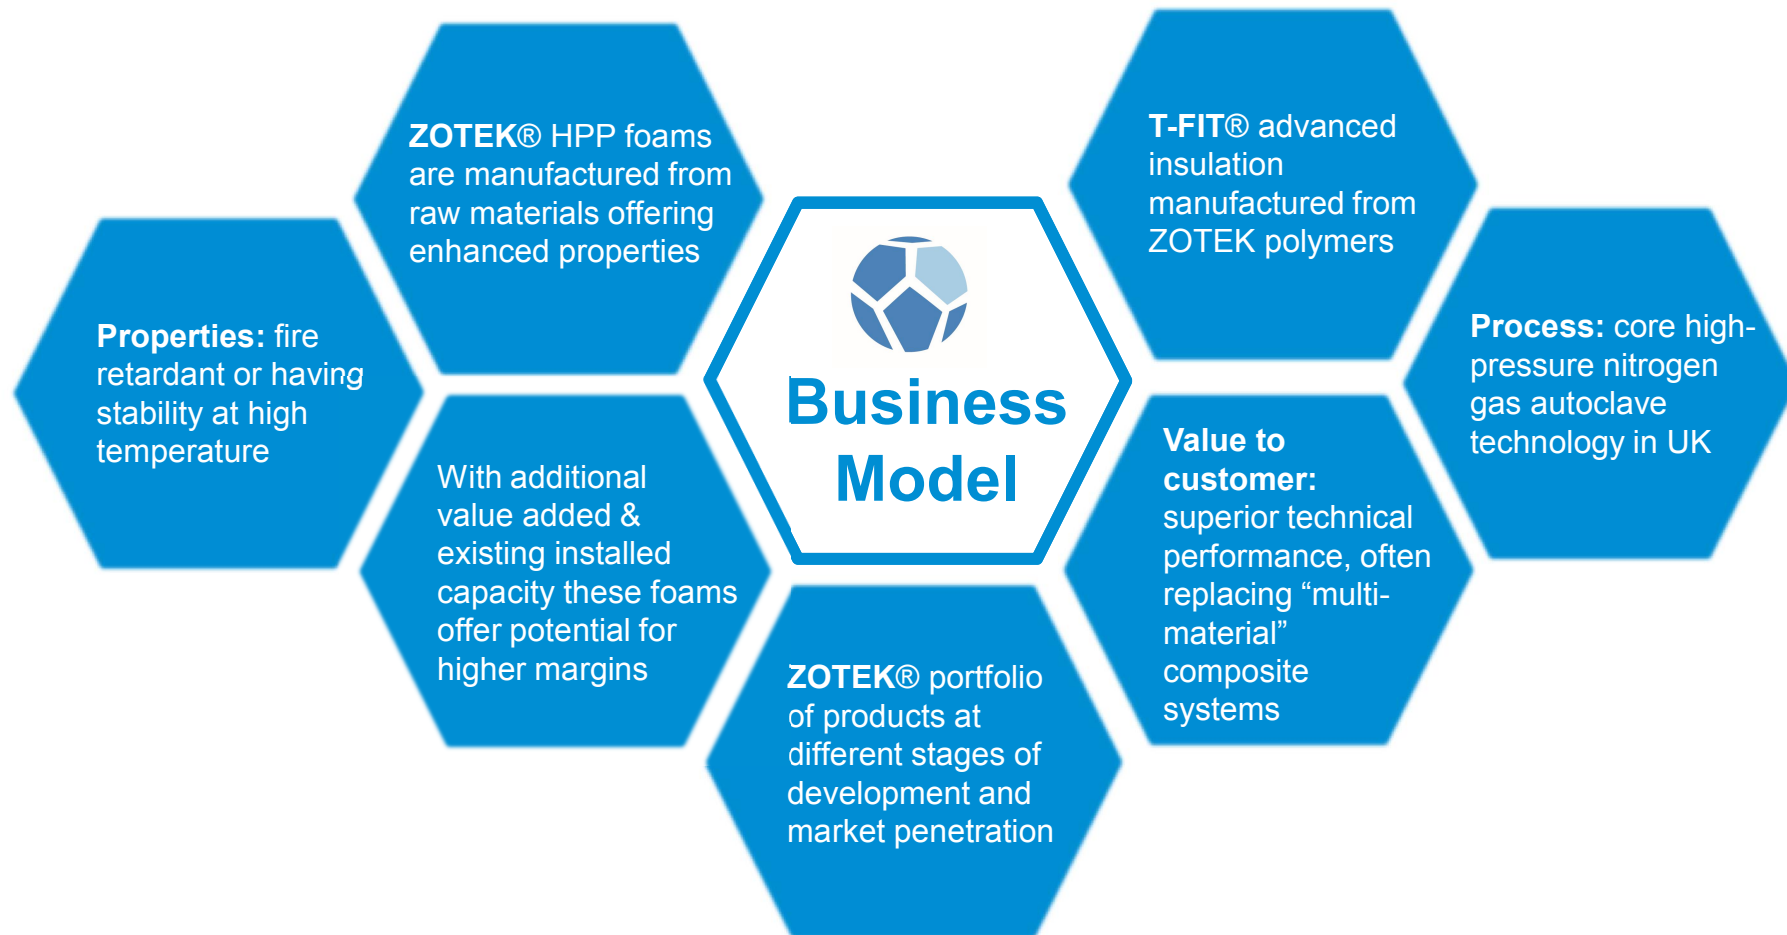 ZOTEK® HPP foams
are manufactured from
raw materials offering
enhanced properties
Properties: fire
retardant or having
stability at high
temperature
With additional
value added &
existing installed
capacity these foams
offer potential for
higher margins
Business
Model
ZOTEK® portfolio
of products at
different stages of
development and
market penetration
T-FIT® advanced
insulation
manufactured from
ZOTEK polymers
Value to
customer:
superior technical
performance, often
replacing “multi-
material”
composite
systems
Process: core high-
pressure nitrogen
gas autoclave
technology in UK